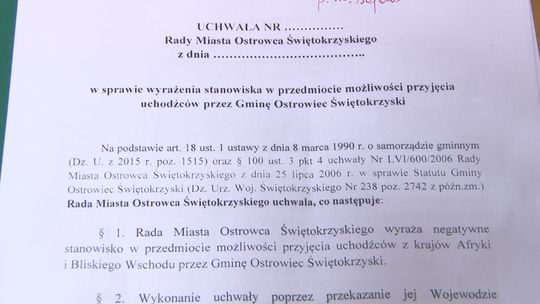 UCHWAŁA NR ……………
Rady Miasta Ostrowca Świętokrzyskiego
z dnia ………………………………..
w sprawie wyrażenia stanowiska w przedmiocie możliwości przyjęcia
uchodźców przez Gminę Ostrowiec Świętokrzyski
Na podstawie art. 18 ust. 1 ustawy z dnia 8 marca 1990 r. o samorządzie gminnym
(Dz. U. z 2015 r. poz. 1515) oraz § 100 ust. 3 pkt 4 uchwały Nr LVI/600/2006 Rady
Miasta Ostrowca Świętokrzyskiego z dnia 25 lipca 2006 r. w sprawie Statutu Gminy
Ostrowiec Świętokrzyski (Dz. Urz. Woj. Świętokrzyskiego Nr 238 poz. 2742 z późn.zm.)
Rada Miasta Ostrowca Świętokrzyskiego uchwala, co następuje:
§ 1. Rada Miasta Ostrowca Świętokrzyskiego wyraża negatywne
stanowisko w przedmiocie możliwości przyjęcia uchodźców z krajów Afryki
i Bliskiego Wschodu przez Gminę Ostrowiec Świętokrzyski.
§ 2. Wykonanie uchwały poprzez przekazanie jej Wojewodzie